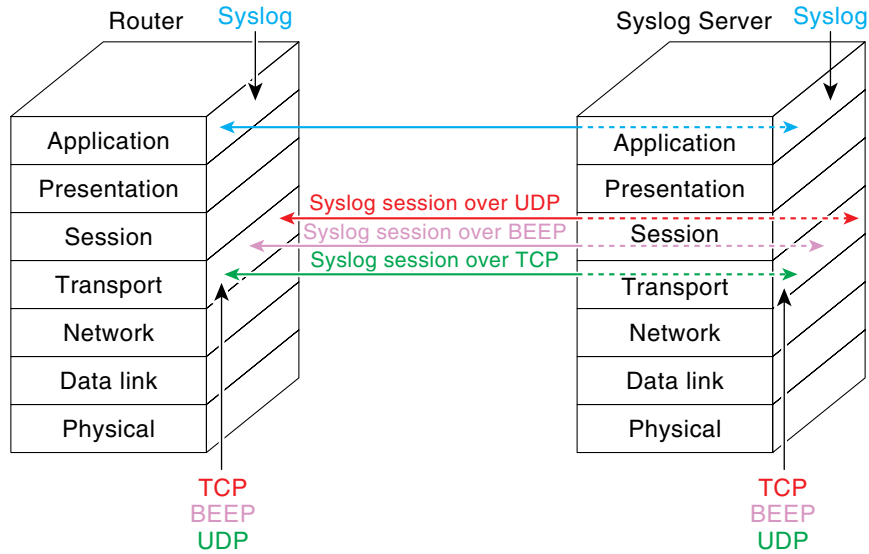 Router Syslog
Syslog Server Syslog
Application
Presentation
Session
Transport
Network
Data link
Physical
Syslog session over UDP
Syslog session over BEEP
Syslog session over TCP
Application
Presentation
Session
Transport
Network
Data link
Physical
TCP
BEEP
UDP
TCP
BEEP
UDP